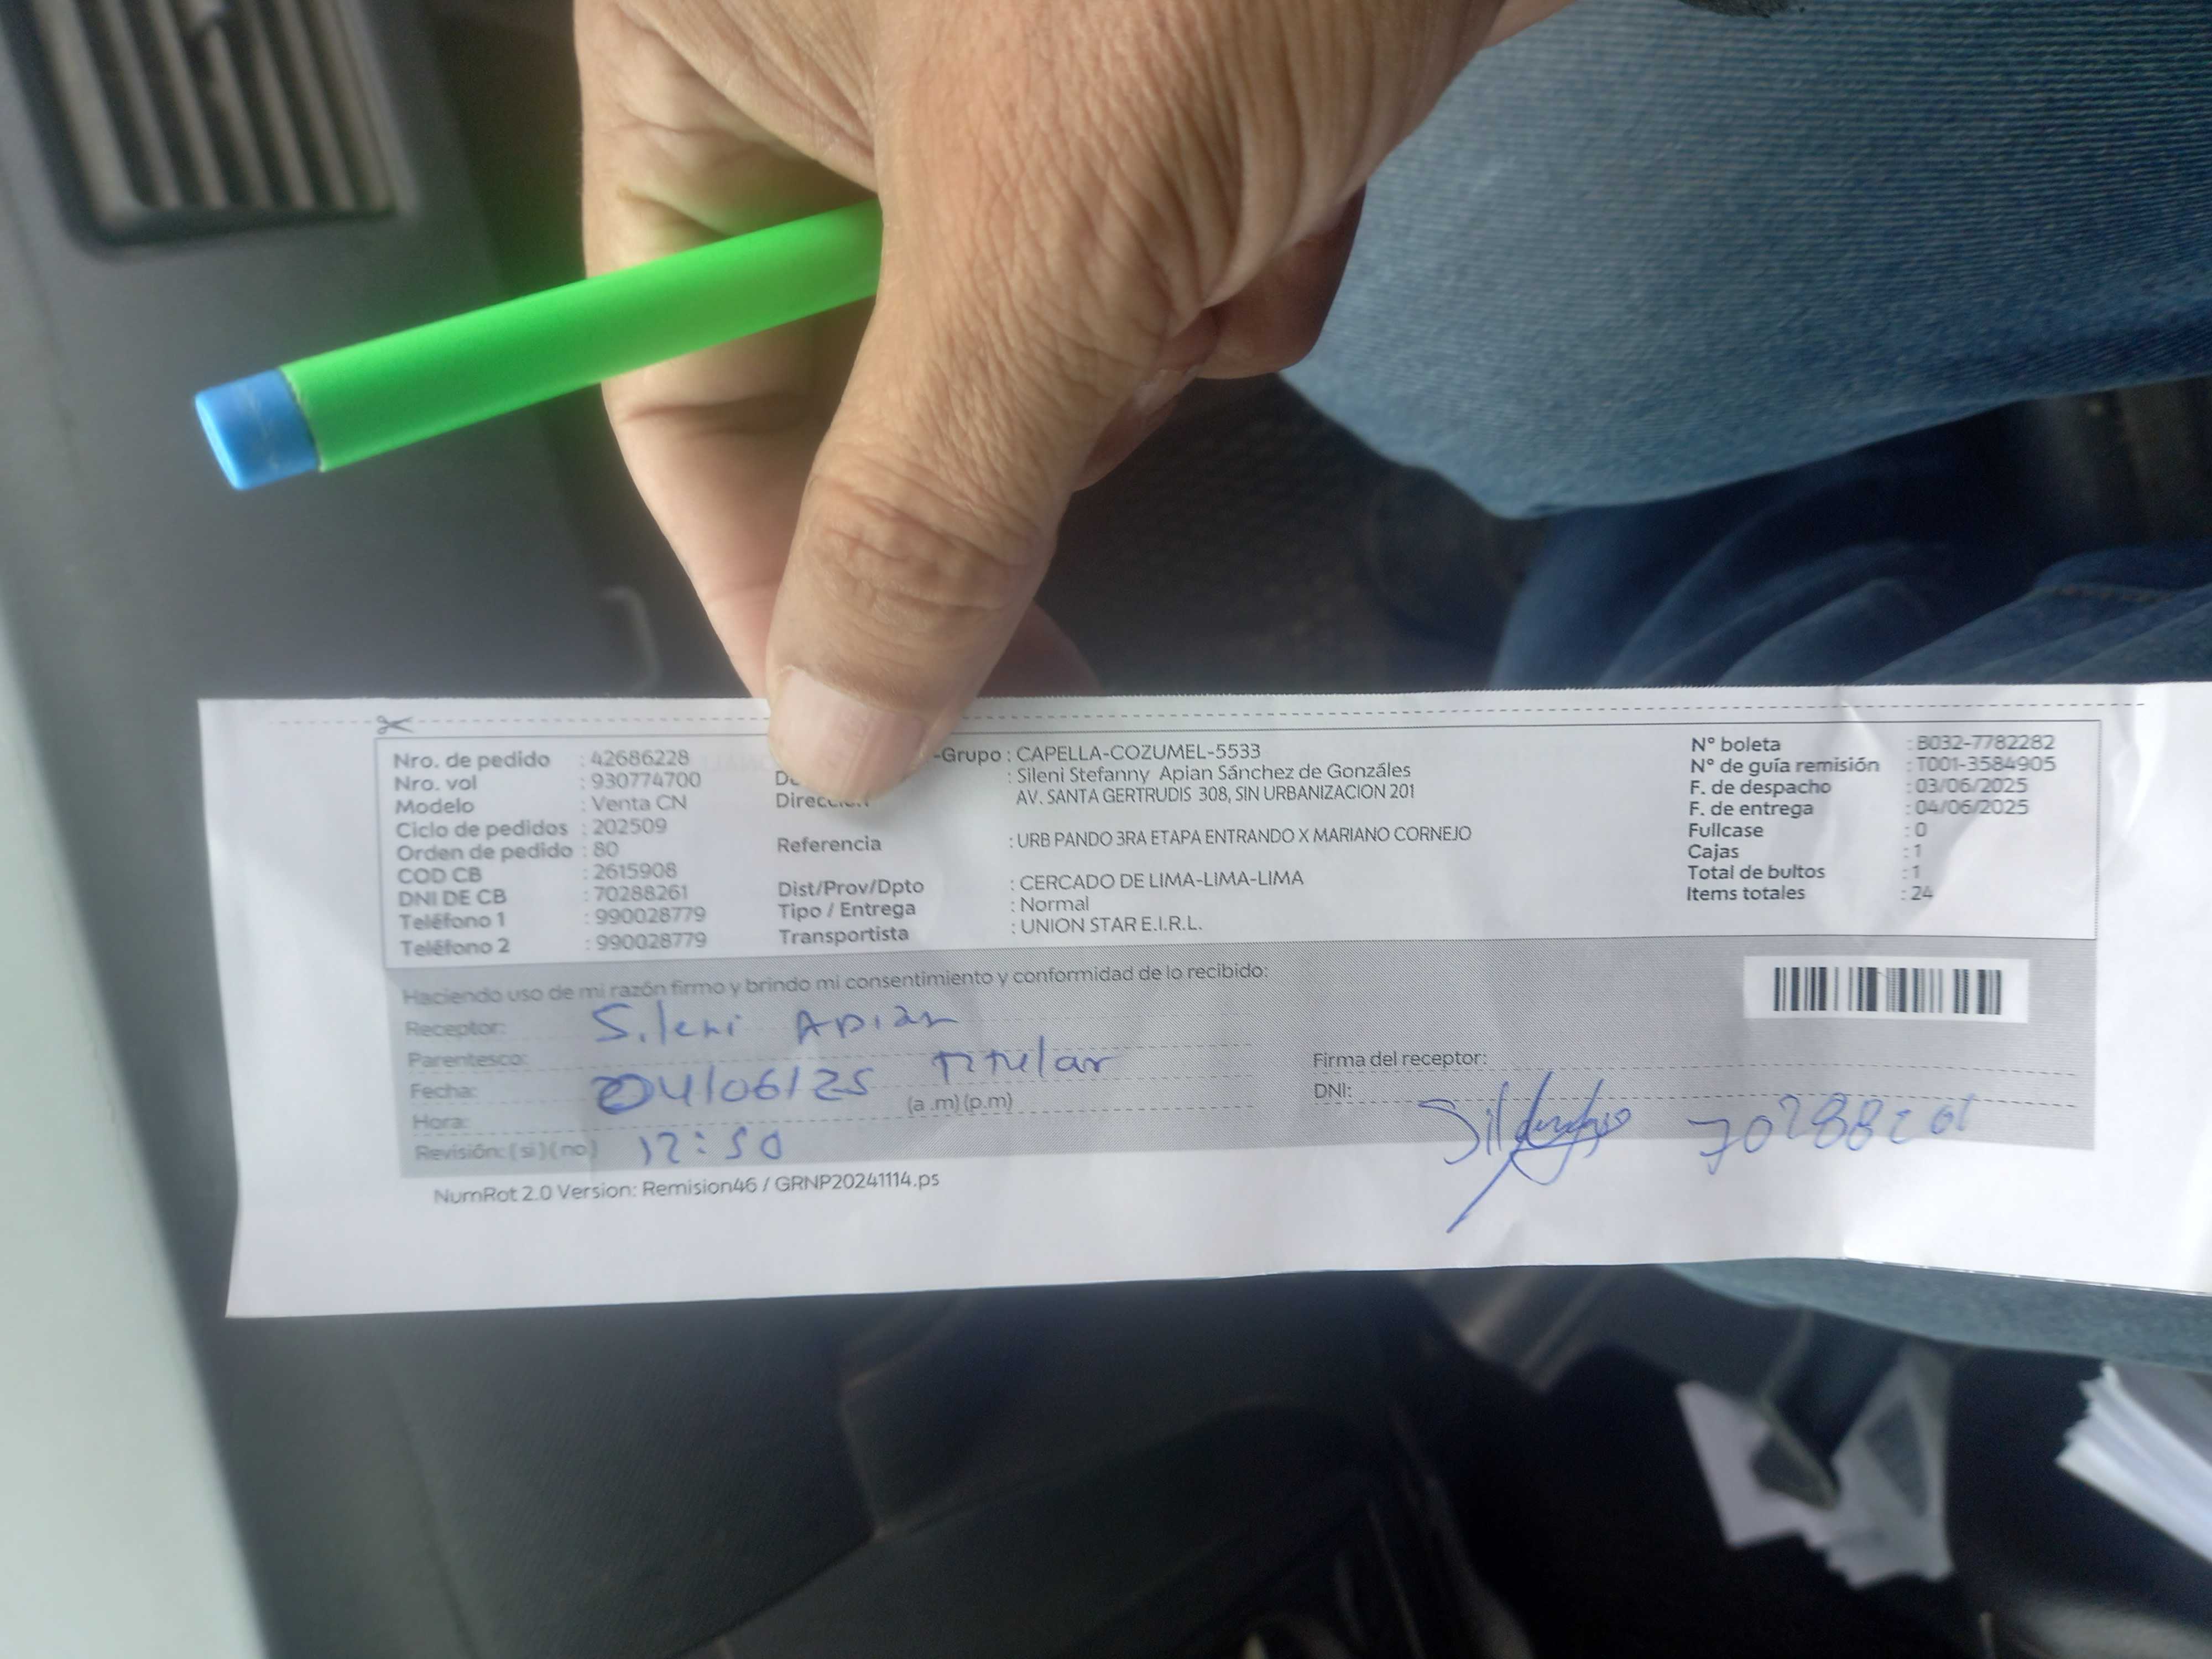 Nro. de pedido : 42686228
Nro. vol : 930774700
Modelo : Venta CN
Ciclo de pedidos : 202509
Orden de pedido : 80
COD CB : 2615908
DNI DE CB : 70288261
Teléfono 1 : 990028779
Teléfono 2 : 990028779
-Grupo : CAPELLA-COZUMEL-5533
: Sileni Stefanny Apian Sánchez de Gonzáles
Dirección AV. SANTA GERTRUDIS 308, SIN URBANIZACION 201
Referencia : URB PANDO 3RA ETAPA ENTRANDO X MARIANO CORNEJO
Dist/Prov/Dpto : CERCADO DE LIMA-LIMA-LIMA
Tipo / Entrega : Normal
Transportista : UNION STAR E.I.R.L.
N° boleta : B032-7782282
N° de guía remisión : T001-3584905
F. de despacho : 03/06/2025
F. de entrega : 04/06/2025
Fullcase : 0
Cajas : 1
Total de bultos : 1
Items totales : 24
Haciendo uso de mi razón firmo y brindo mi consentimiento y conformidad de lo recibido:
Receptor: Sileni Apian
Parentesco: Titular
Fecha: 04/06/25
Hora: (a .m) (p.m)
Revisión: ( si ) ( no ) 12:50
Firma del receptor:
DNI:
70288261
NumRot 2.0 Version: Remision46 / GRNP20241114.ps